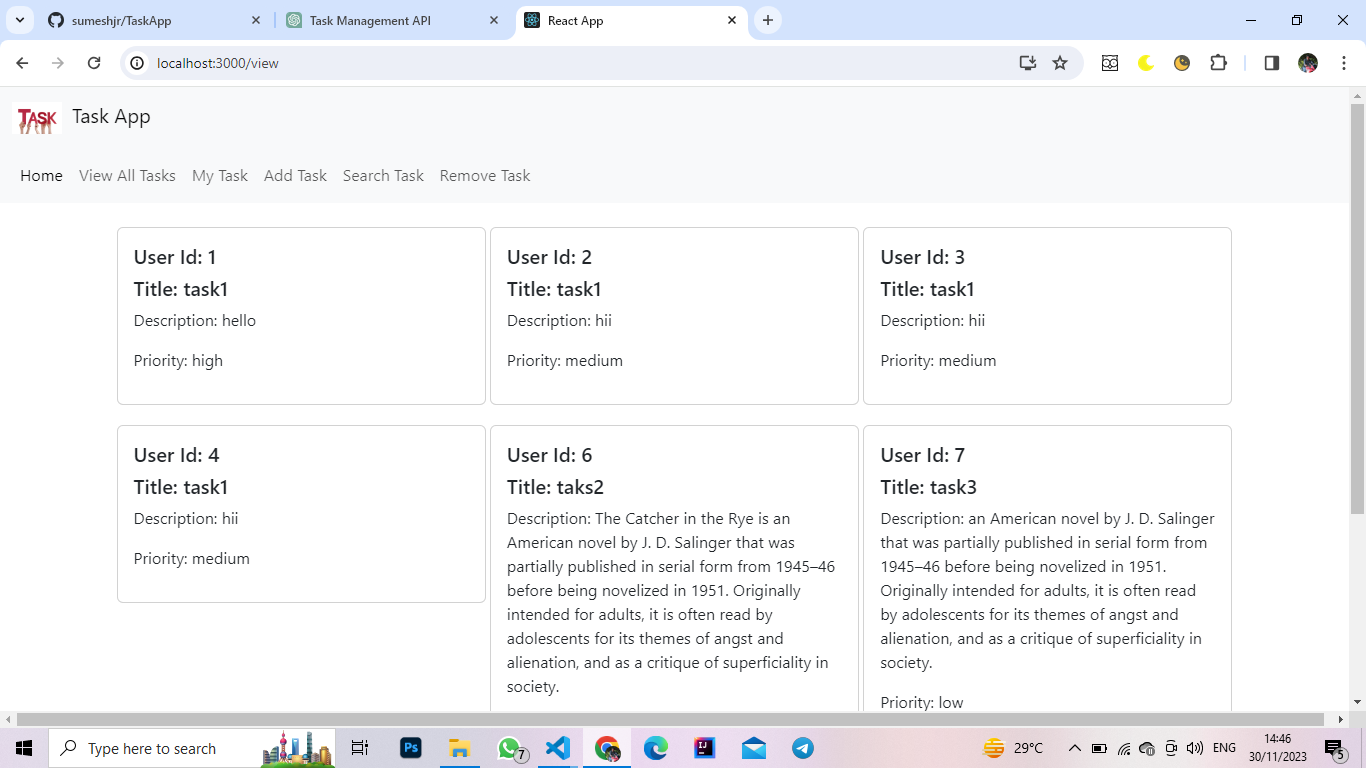 sumeshjr/TaskApp
Task Management API
React App
localhost:3000/view
TASK
Task App
Home View All Tasks My Task Add Task Search Task Remove Task
User Id: 1
Title: task1
Description: hello
Priority: high
User Id: 2
Title: task1
Description: hii
Priority: medium
User Id: 3
Title: task1
Description: hii
Priority: medium
User Id: 4
Title: task1
Description: hii
Priority: medium
User Id: 6
Title: taks2
Description: The Catcher in the Rye is an
American novel by J. D. Salinger that was
partially published in serial form from 1945–46
before being novelized in 1951. Originally
intended for adults, it is often read by
adolescents for its themes of angst and
alienation, and as a critique of superficiality in
society.
User Id: 7
Title: task3
Description: an American novel by J. D. Salinger
that was partially published in serial form from
1945–46 before being novelized in 1951.
Originally intended for adults, it is often read
by adolescents for its themes of angst and
alienation, and as a critique of superficiality in
society.
Priority: low
Type here to search
Ps
7
IJ
29°C
ENG
14:46
30/11/2023
5